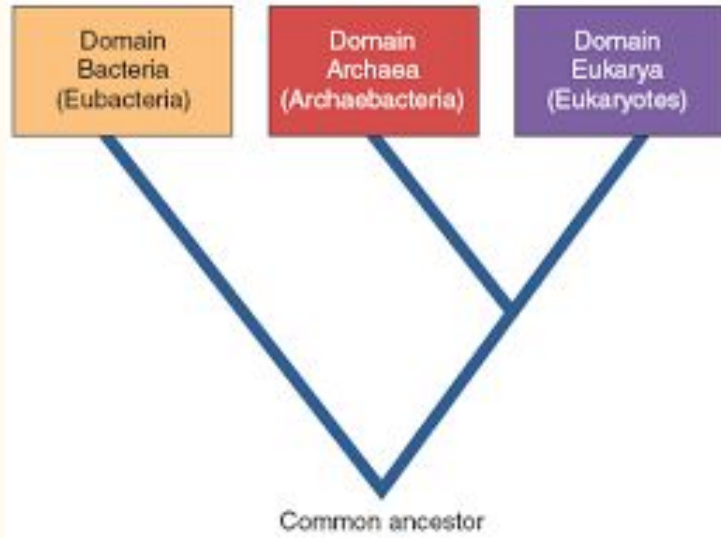 Domain
Bacteria
(Eubacteria)
Domain
Archaea
(Archaebacteria)
Domain
Eukarya
(Eukaryotes)
Common ancestor